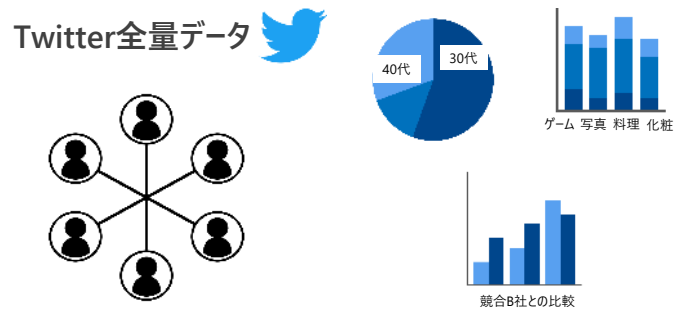 Twitter全量データ
30代
40代
ゲーム 写真 料理 化粧
競合B社との比較